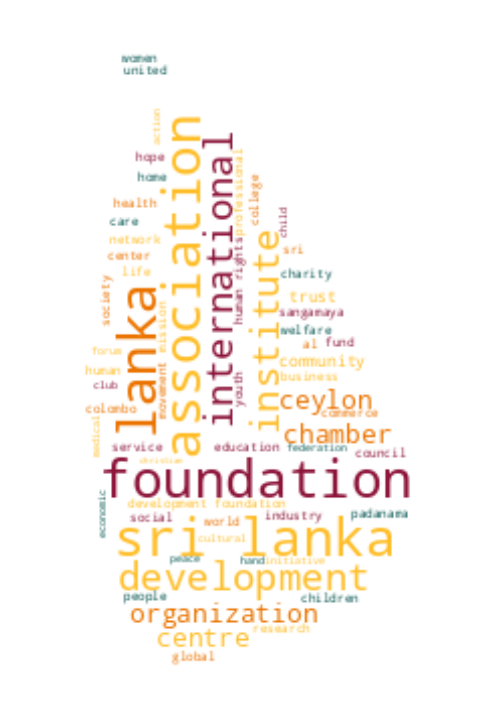 women
united
action
association
international
hope
professional
home
college
health
child
care
institute
network
human rights
sri
center
life
charity
society
lanka
mission
trust
sangamaya
welfare
al fund
forum
community
human
movement
youth
business
club
ceylon
colombo
commerce
medical
chamber
service
education
federation
council
christian
foundation
economic
development foundation
social
world
industry
padanama
sri lanka
cultural
peace
hand
initiative
development
people
children
organization
research
centre
global